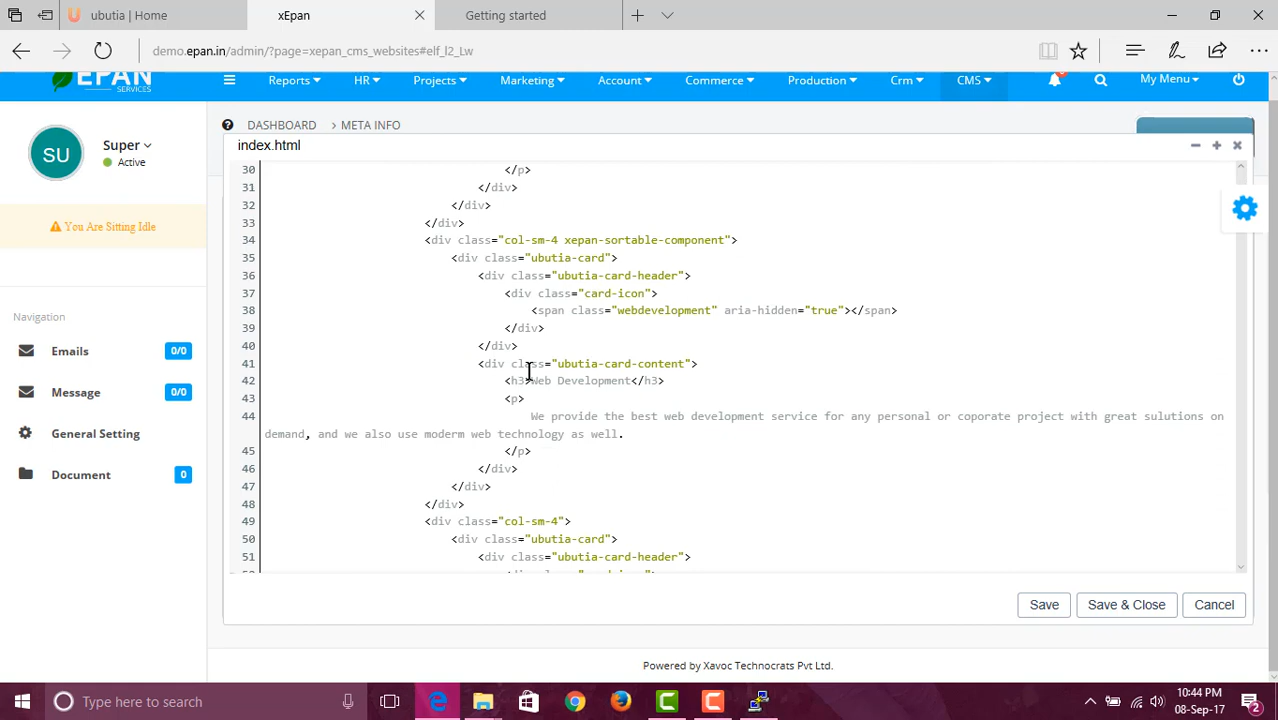 ubutia | Home
xEpan
Getting started
demo.epan.in/admin/?page=xepan_cms_websites#elf_l2_Lw
EPAN
SERVICES
Reports
HR
Projects
Marketing
Account
Commerce
Production
Crm
CMS
My Menu
SU
Super
Active
DASHBOARD > META INFO
You Are Sitting Idle
index.html
30 </p>
31 </div>
32 </div>
33 </div>
34 <div class="col-sm-4 xepan-sortable-component">
35 <div class="ubutia-card">
36 <div class="ubutia-card-header">
37 <div class="card-icon">
38 <span class="webdevelopment" aria-hidden="true"></span>
39 </div>
40 </div>
41 <div class="ubutia-card-content">
42 <h3>Web Development</h3>
43 <p>
44 We provide the best web development service for any personal or coporate project with great sulutions on
demand, and we also use moderm web technology as well.
45 </p>
46 </div>
47 </div>
48 </div>
49 <div class="col-sm-4">
50 <div class="ubutia-card">
51 <div class="ubutia-card-header">
Navigation
Emails 0/0
Message 0/0
General Setting
Document 0
Save
Save & Close
Cancel
Powered by Xavoc Technocrats Pvt Ltd.
Type here to search
10:44 PM
08-Sep-17
2